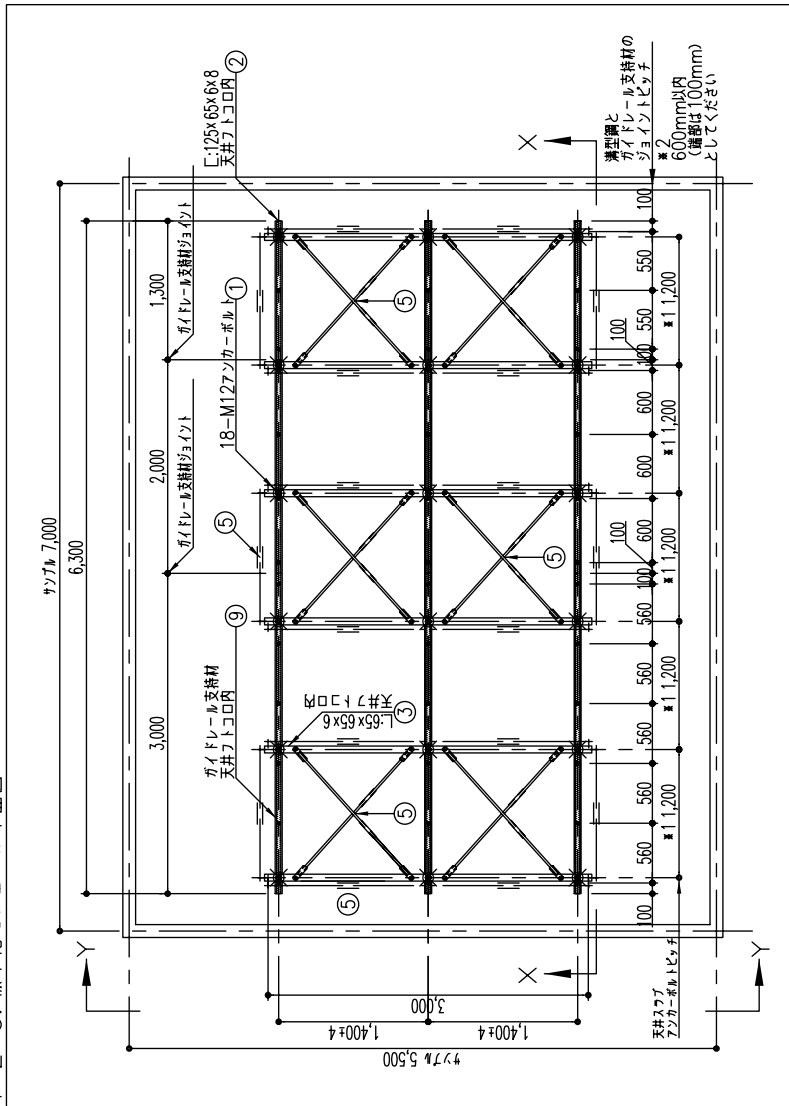 サンプル 7,000
6,300
3,000
2,000
1,300
ガイドレール支持材ジョイント
ガイドレール支持材ジョイント
ガイドレール支持材
天井フトコロ内
⑨
⑤
18-M12アンカーボルト
①
[:125x65x6x8
天井フトコロ内
②
L:65x65x6
天井フトコロ内
③
⑤
⑤
⑤
⑤
Y
Y
X
X
サンプル 5,500
3,000
1,400±4
1,400±4
溝型鋼と
ガイドレール支持材の
ジョイントピッチ
※2
600mm以内
(端部は100mm)
としてください
100
560
560
560
560
100
100
600
600
600
100
100
550
550
100
天井スラブ
アンカーボルトピッチ
※1 1,200
※1 1,200
※1 1,200
※1 1,200
※1 1,200